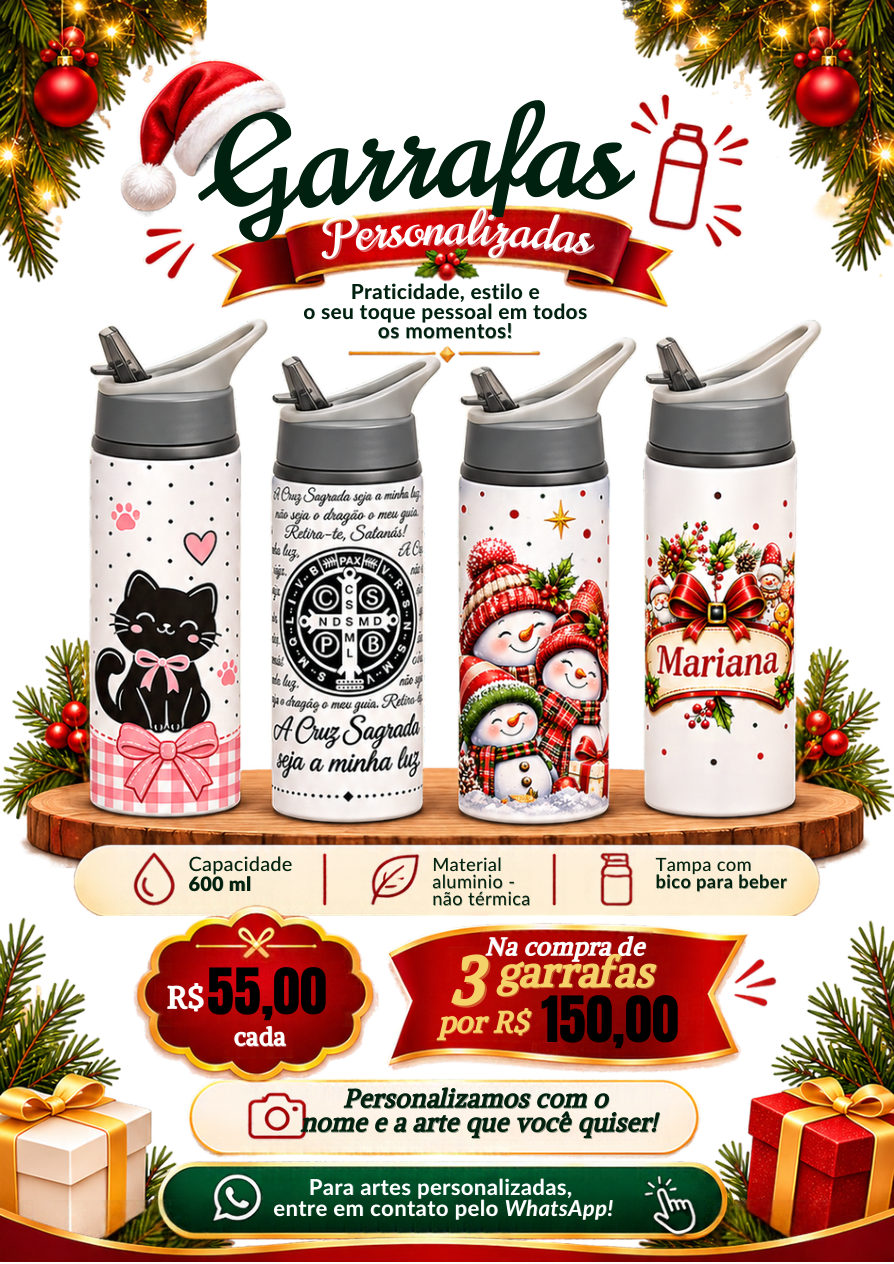 Garrafas
Personalizadas
Praticidade, estilo e
o seu toque pessoal em todos
os momentos!
A Cruz Sagrada seja a minha luz,
não seja o dragão o meu guia.
Retira-te, Satanás!
V B PAX V R S N S M V
C S
C S S M L
N D S M D
P B
A Cruz Sagrada
seja a minha luz
Mariana
Capacidade
600 ml
Material
aluminio -
não térmica
Tampa com
bico para beber
R$ 55,00
cada
Na compra de
3 garrafas
por R$ 150,00
Personalizamos com o
nome e a arte que você quiser!
Para artes personalizadas,
entre em contato pelo WhatsApp!